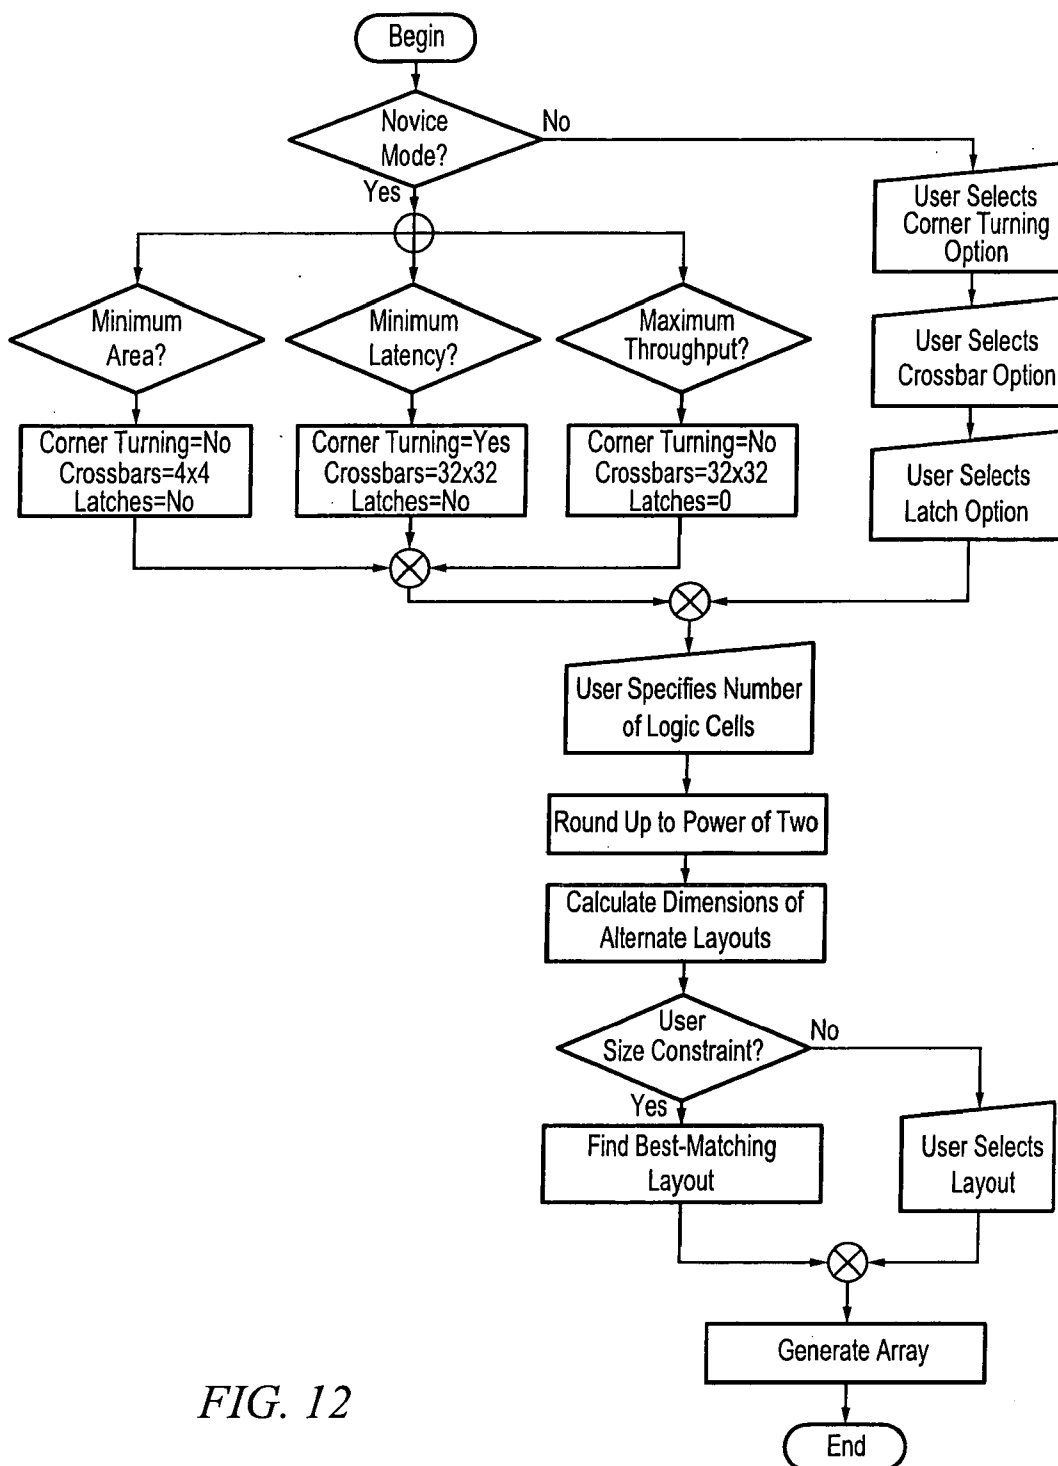 Begin
Novice
Mode?
No
Yes
User Selects
Corner Turning
Option
Minimum
Area?
Minimum
Latency?
Maximum
Throughput?
User Selects
Crossbar Option
Corner Turning=No
Crossbars=4x4
Latches=No
Corner Turning=Yes
Crossbars=32x32
Latches=No
Corner Turning=No
Crossbars=32x32
Latches=0
User Selects
Latch Option
User Specifies Number
of Logic Cells
Round Up to Power of Two
Calculate Dimensions of
Alternate Layouts
User
Size Constraint?
No
Yes
Find Best-Matching
Layout
User Selects
Layout
Generate Array
End
FIG. 12